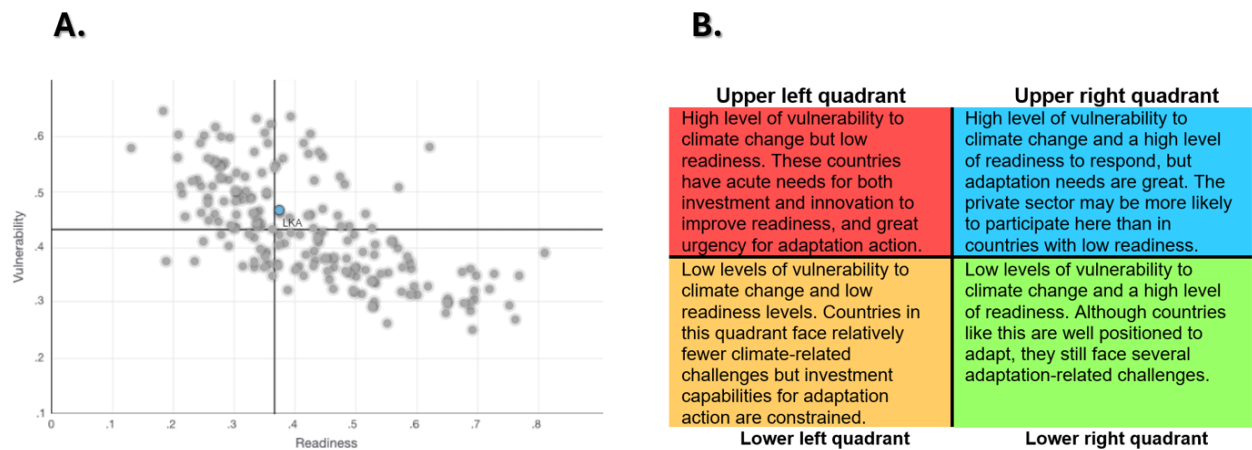 A.
B.
.6
.5
.4
.3
.2
.1
Vulnerability
LKA
0
.1
.2
.3
.4
.5
.6
.7
.8
Readiness
Upper left quadrant
High level of vulnerability to
climate change but low
readiness. These countries
have acute needs for both
investment and innovation to
improve readiness, and great
urgency for adaptation action.
Upper right quadrant
High level of vulnerability to
climate change and a high level
of readiness to respond, but
adaptation needs are great. The
private sector may be more likely
to participate here than in
countries with low readiness.
Low levels of vulnerability to
climate change and low
readiness levels. Countries in
this quadrant face relatively
fewer climate-related
challenges but investment
capabilities for adaptation
action are constrained.
Lower left quadrant
Low levels of vulnerability to
climate change and a high level
of readiness. Although countries
like this are well positioned to
adapt, they still face several
adaptation-related challenges.
Lower right quadrant